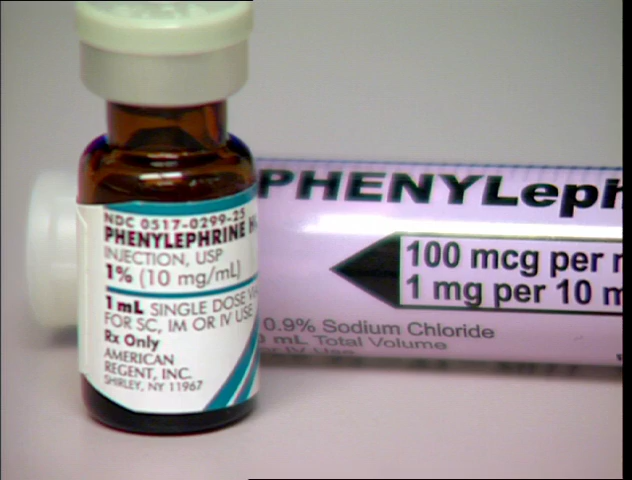 NDC 0517-0299-25
PHENYLEPHRINE
INJECTION, USP
1% (10 mg/mL)
1 mL SINGLE DOSE
FOR SC, IM OR IV USE
Rx Only
AMERICAN
REGENT, INC.
SHIRLEY, NY 11967
PHENYLeph
100 mcg per
1 mg per 10
0.9% Sodium Chloride
mL Total Volume
IV Use